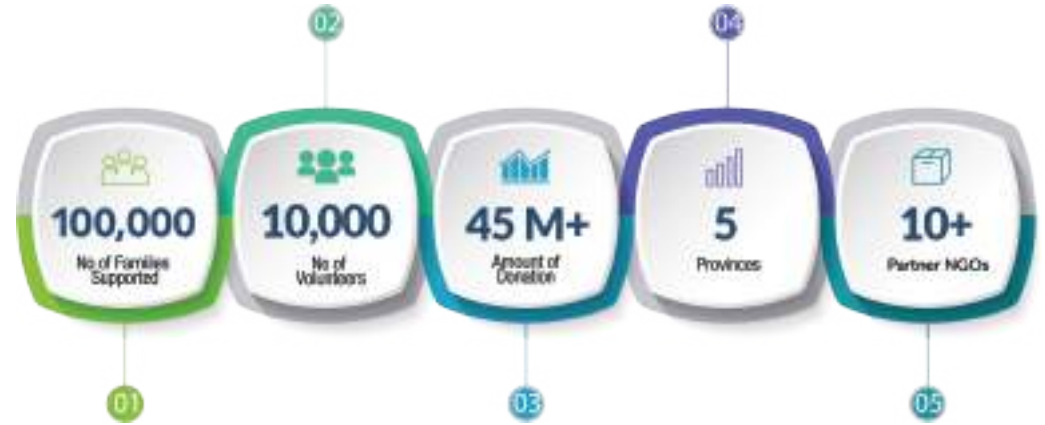 02
04
100,000
No of Families
Supported
10,000
No of
Volunteers
45 M+
Amount of
Donation
5
Provinces
10+
Partner NGOs
01
03
05